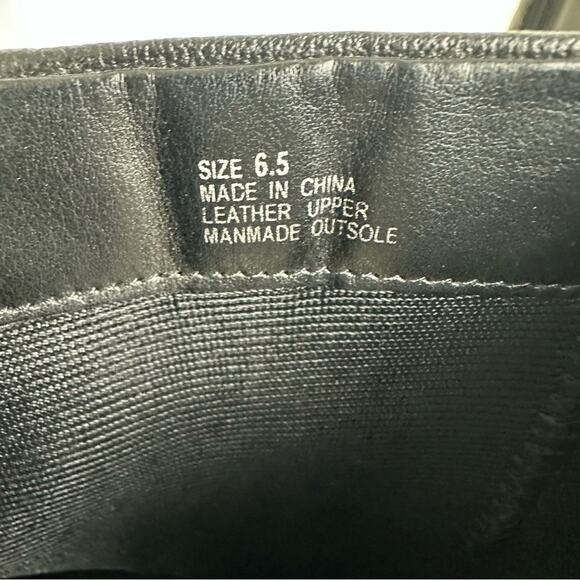 SIZE 6.5
MADE IN CHINA
LEATHER UPPER
MANMADE OUTSOLE